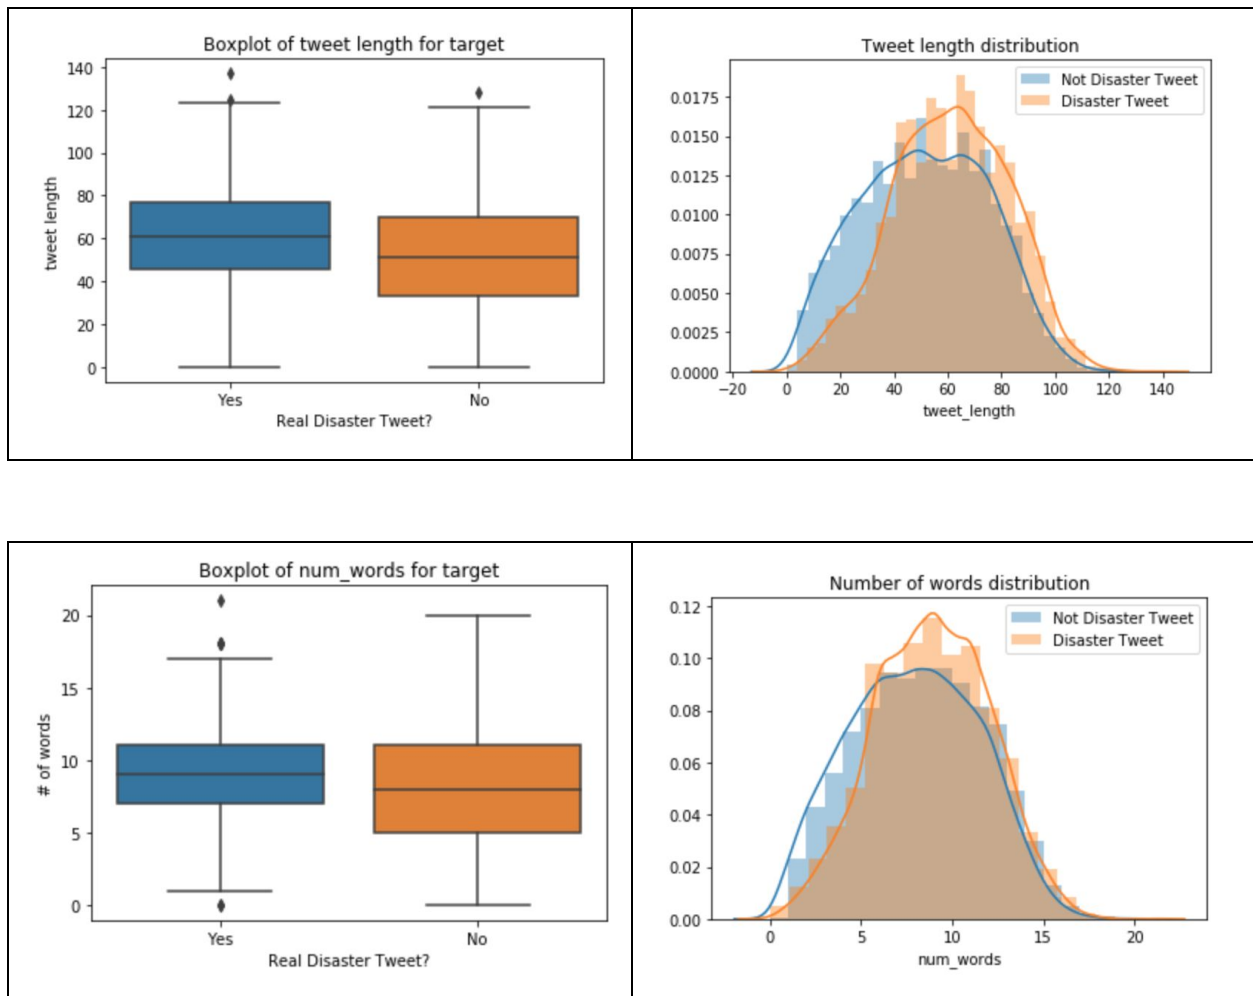 Boxplot of tweet length for target
140
120
100
80
60
40
20
0
tweet length
Yes
No
Real Disaster Tweet?
Tweet length distribution
Not Disaster Tweet
Disaster Tweet
0.0175
0.0150
0.0125
0.0100
0.0075
0.0050
0.0025
0.0000
−20 0 20 40 60 80 100 120 140
tweet_length
Boxplot of num_words for target
20
15
10
5
0
# of words
Yes
No
Real Disaster Tweet?
Number of words distribution
Not Disaster Tweet
Disaster Tweet
0.12
0.10
0.08
0.06
0.04
0.02
0.00
0 5 10 15 20
num_words